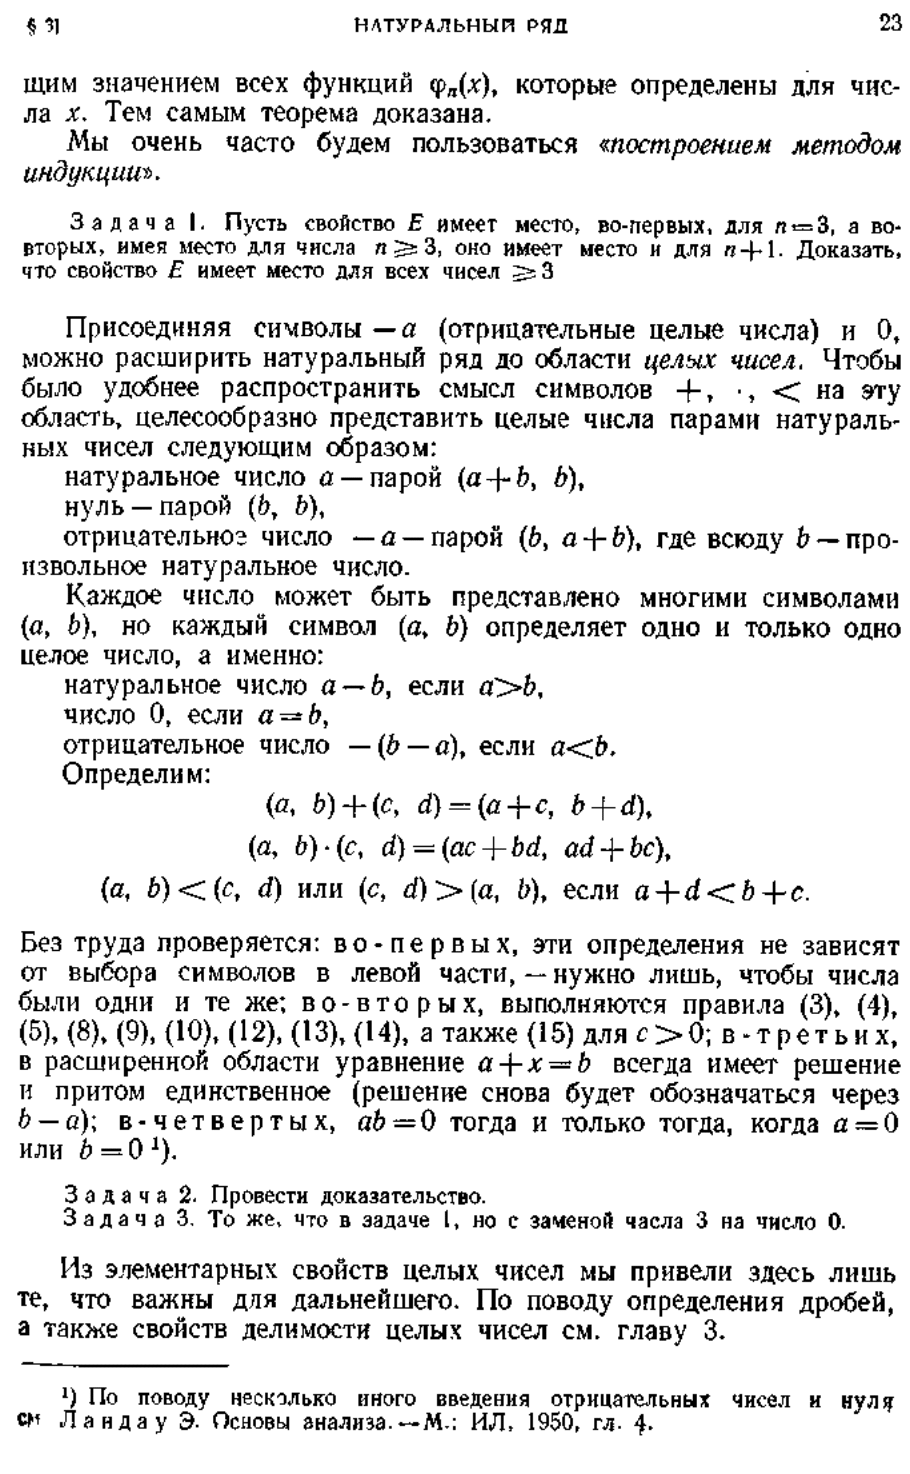 § 3] НАТУРАЛЬНЫЙ РЯД 23
щим значением всех функций φₙ(x), которые определены для чис-
ла x. Тем самым теорема доказана.
Мы очень часто будем пользоваться «построением методом
индукции».
Задача 1. Пусть свойство E имеет место, во-первых, для n=3, а во-
вторых, имея место для числа n⩾3, оно имеет место и для n+1. Доказать,
что свойство E имеет место для всех чисел ⩾3
Присоединяя символы —a (отрицательные целые числа) и 0,
можно расширить натуральный ряд до области целых чисел. Чтобы
было удобнее распространить смысл символов +, ·, < на эту
область, целесообразно представить целые числа парами натураль-
ных чисел следующим образом:
натуральное число a — парой (a+b, b),
нуль — парой (b, b),
отрицательное число —a — парой (b, a+b), где всюду b — про-
извольное натуральное число.
Каждое число может быть представлено многими символами
(a, b), но каждый символ (a, b) определяет одно и только одно
целое число, а именно:
натуральное число a—b, если a>b,
число 0, если a=b,
отрицательное число —(b—a), если a<b.
Определим:
(a, b)+(c, d)=(a+c, b+d),
(a, b)·(c, d)=(ac+bd, ad+bc),
(a, b)<(c, d) или (c, d)>(a, b), если a+d<b+c.
Без труда проверяется: во-первых, эти определения не зависят
от выбора символов в левой части, — нужно лишь, чтобы числа
были одни и те же; во-вторых, выполняются правила (3), (4),
(5), (8), (9), (10), (12), (13), (14), а также (15) для c>0; в-третьих,
в расширенной области уравнение a+x=b всегда имеет решение
и притом единственное (решение снова будет обозначаться через
b—a); в-четвертых, ab=0 тогда и только тогда, когда a=0
или b=0 ¹).
Задача 2. Провести доказательство.
Задача 3. То же, что в задаче 1, но с заменой часла 3 на число 0.
Из элементарных свойств целых чисел мы привели здесь лишь
те, что важны для дальнейшего. По поводу определения дробей,
а также свойств делимости целых чисел см. главу 3.
¹) По поводу несколько иного введения отрицательных чисел и нуля
см Ландау Э. Основы анализа.—М.: ИЛ, 1950, гл. 4.